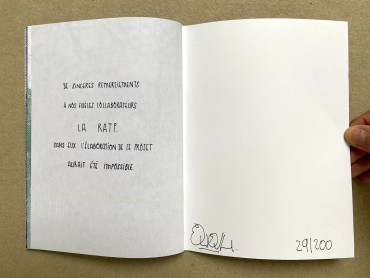 DE SINCÈRES REMERCIEMENTS
À NOS FIDÈLES COLLABORATEURS
LA RATP.
SANS EUX L'ÉLABORATION DE CE PROJET
AURAIT ÉTÉ IMPOSSIBLE
29/200